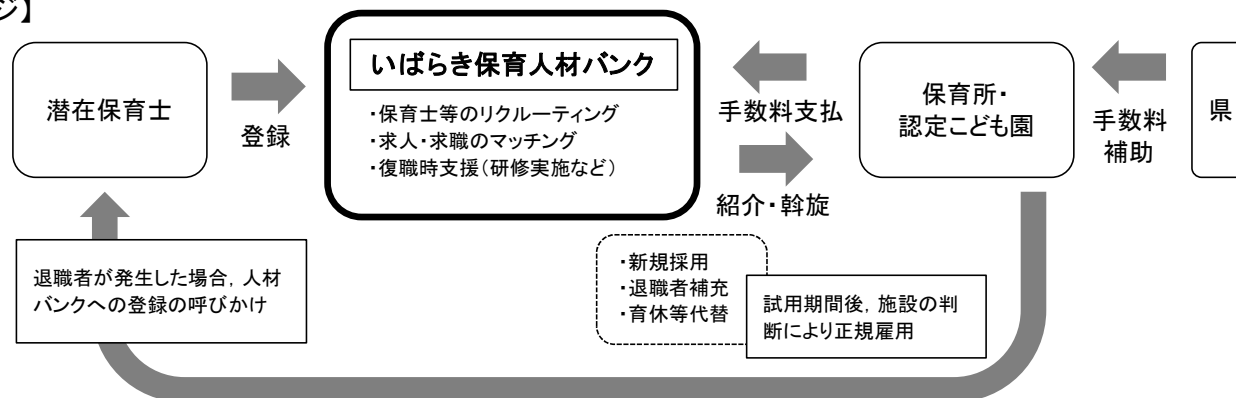 ジ】
潜在保育士
登録
いばらき保育人材バンク
・保育士等のリクルーティング
・求人・求職のマッチング
・復職時支援(研修実施など)
手数料支払
紹介・斡旋
保育所・
認定こども園
手数料
補助
県
退職者が発生した場合,人材
バンクへの登録の呼びかけ
・新規採用
・退職者補充
・育休等代替
試用期間後,施設の判
断により正規雇用